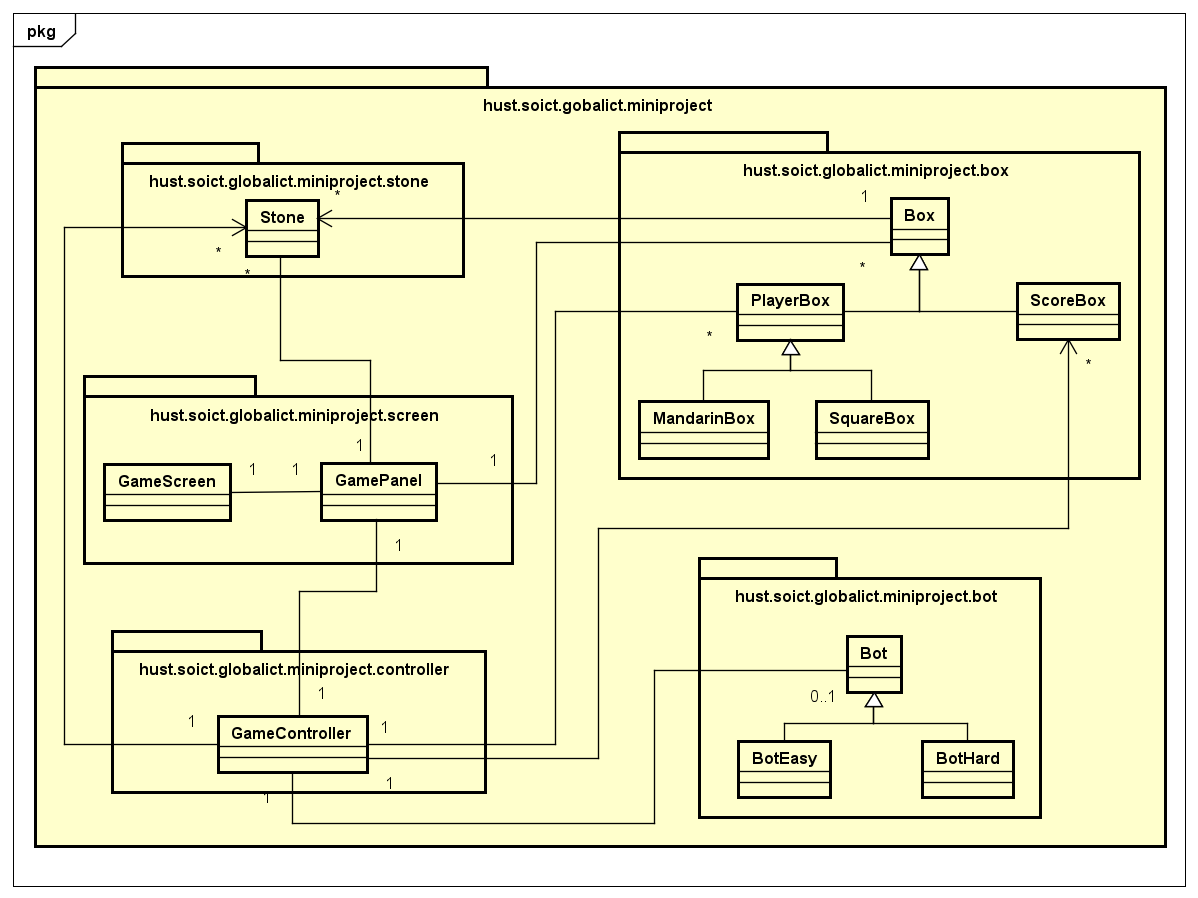 pkg
hust.soict.gobalict.miniproject
hust.soict.globalict.miniproject.stone
*
Stone
*
*
hust.soict.globalict.miniproject.box
1
Box
*
PlayerBox
*
ScoreBox
*
MandarinBox
SquareBox
hust.soict.globalict.miniproject.screen
1
1
1
1
GameScreen
GamePanel
1
hust.soict.globalict.miniproject.controller
1
1
1
GameController
1
1
hust.soict.globalict.miniproject.bot
Bot
0..1
BotEasy
BotHard